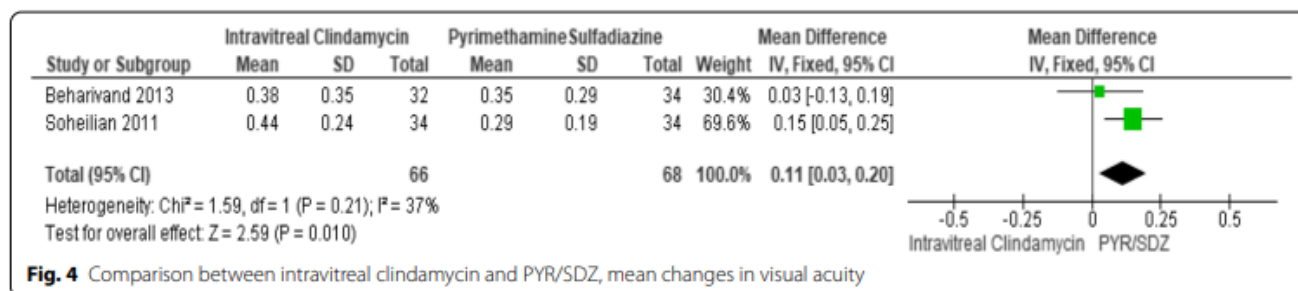 Intravitreal Clindamycin PyrimethamineSulfadiazine Mean Difference Mean Difference
Study or Subgroup Mean SD Total Mean SD Total Weight IV, Fixed, 95% CI IV, Fixed, 95% CI
Beharivand 2013 0.38 0.35 32 0.35 0.29 34 30.4% 0.03 [-0.13, 0.19]
Soheilian 2011 0.44 0.24 34 0.29 0.19 34 69.6% 0.15 [0.05, 0.25]
Total (95% CI) 66 68 100.0% 0.11 [0.03, 0.20]
Heterogeneity: Chi² = 1.59, df = 1 (P = 0.21); I² = 37%
Test for overall effect: Z = 2.59 (P = 0.010)
-0.5 -0.25 0 0.25 0.5
Intravitreal Clindamycin PYR/SDZ
Fig. 4 Comparison between intravitreal clindamycin and PYR/SDZ, mean changes in visual acuity